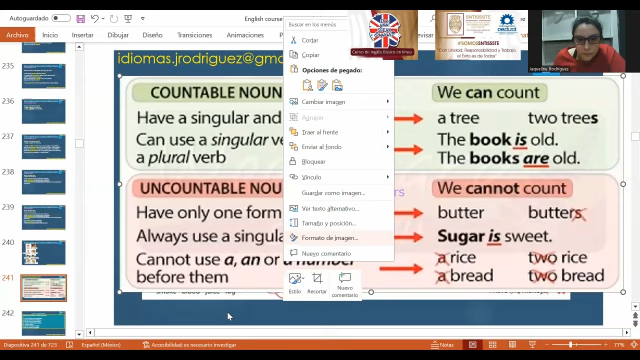 Autoguardado
English course
Archivo
Inicio
Insertar
Dibujar
Diseño
Transiciones
Animaciones
Buscar en los menús
Cortar
Copiar
Opciones de pegado:
Cambiar imagen
Agrupar
Traer al frente
Enviar al fondo
Bloquear
Vínculo
Guardar como imagen...
Ver texto alternativo...
Tamaño y posición...
Formato de imagen...
Nuevo comentario
Estilo
Recortar
Nuevo
comentario
#SOMOSENTISSSTE
Jaqueline Rodriguez
235
236
237
238
239
240
241
242
idiomas.jrodriguez@gma
COUNTABLE NOUN
We can count
Have a singular and
a tree two trees
Can use a singular
The book is old.
a plural verb
The books are old.
UNCOUNTABLE NOU
We cannot count
Have only one form
butter butters
Always use a singula
Sugar is sweet.
Cannot use a, an or a number
a rice two rice
before them
a bread two bread
Diapositiva 241 de 723
Español (México)
Accesibilidad: es necesario investigar
Notas
77%